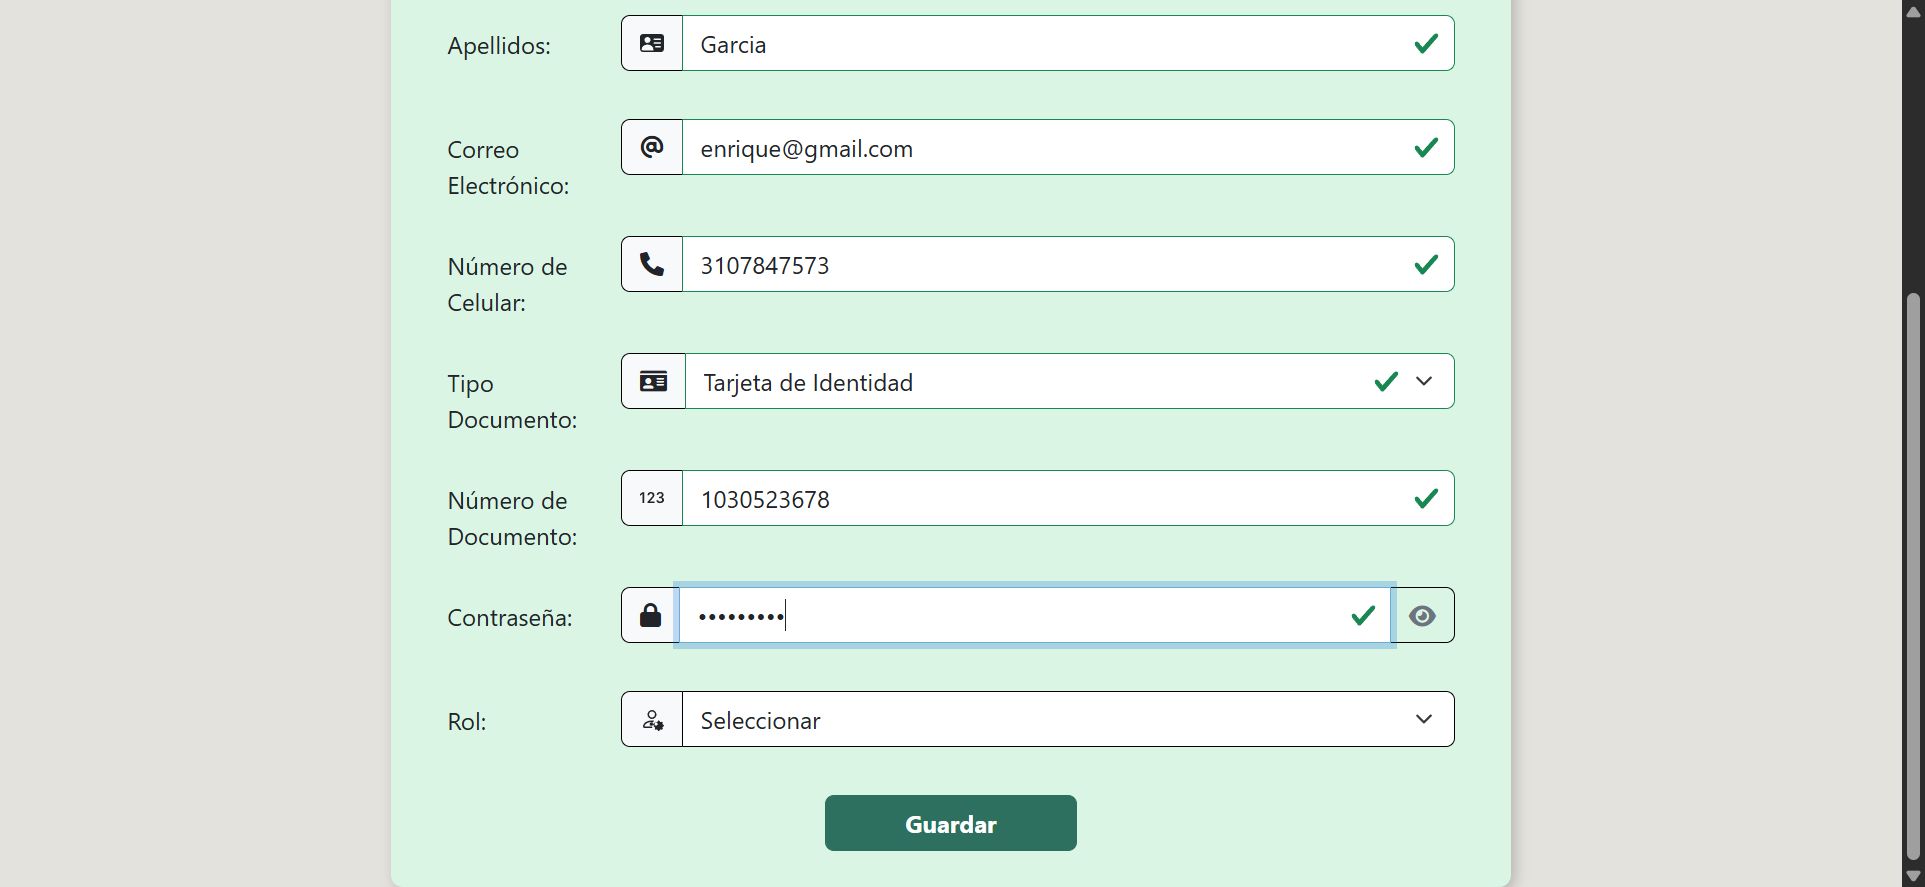 Apellidos:
Garcia
Correo
Electrónico:
enrique@gmail.com
Número de
Celular:
3107847573
Tipo
Documento:
Tarjeta de Identidad
Número de
Documento:
123
1030523678
Contraseña:
•••••••••
Rol:
Seleccionar
Guardar